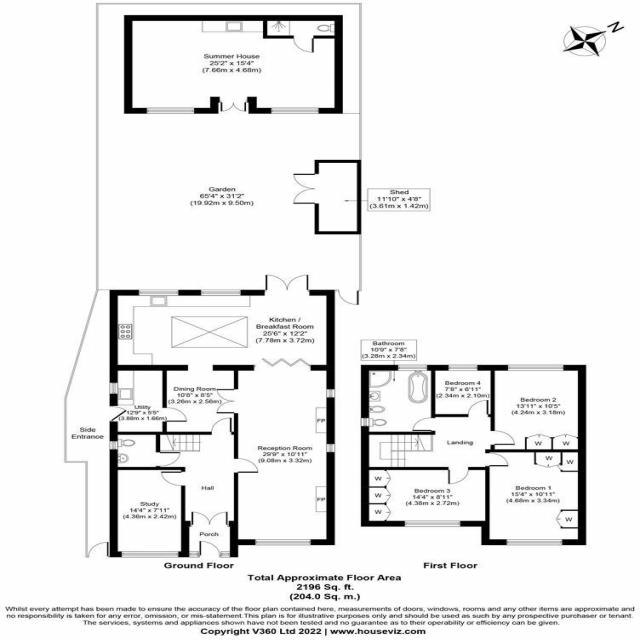 N
Summer House
25'2" x 15'4"
(7.66m x 4.68m)
Garden
65'4" x 31'2"
(19.92m x 9.50m)
Shed
11'10" x 4'8"
(3.61m x 1.42m)
Kitchen /
Breakfast Room
25'6" x 12'2"
(7.78m x 3.72m)
Dining Room
10'8" x 8'5"
(3.26m x 2.56m)
Utility
12'9" x 5'5"
(3.88m x 1.66m)
Side
Entrance
Reception Room
29'9" x 10'11"
(9.08m x 3.32m)
FP
FP
Hall
Study
14'4" x 7'11"
(4.36m x 2.42m)
Porch
Ground Floor
Bathroom
10'9" x 7'8"
(3.28m x 2.34m)
Bedroom 4
7'8" x 6'11"
(2.34m x 2.10m)
Bedroom 2
13'11" x 10'5"
(4.24m x 3.18m)
W
W
Landing
W
W
Bedroom 3
14'4" x 8'11"
(4.38m x 2.72m)
W
W
W
Bedroom 1
15'4" x 10'11"
(4.68m x 3.34m)
W
First Floor
Total Approximate Floor Area
2196 Sq. ft.
(204.0 Sq. m.)
Whilst every attempt has been made to ensure the accuracy of the floor plan contained here, measurements of doors, windows, rooms and any other items are approximate and
no responsibility is taken for any error, omission, or mis-statement.This plan is for illustrative purposes only and should be used as such by any prospective purchaser or tenant.
The services, systems and appliances shown have not been tested and no guarantee as to their operability or efficiency can be given.
Copyright V360 Ltd 2022 | www.houseviz.com